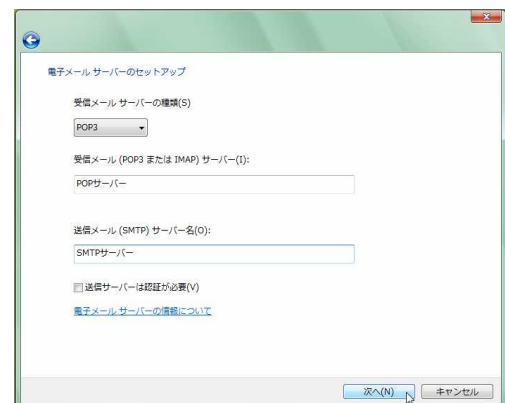 電子メール サーバーのセットアップ
受信メール サーバーの種類(S)
POP3
受信メール (POP3 または IMAP) サーバー(I):
POPサーバー
送信メール (SMTP) サーバー名(O):
SMTPサーバー
送信サーバーは認証が必要(V)
電子メール サーバーの情報について
次へ(N)
キャンセル